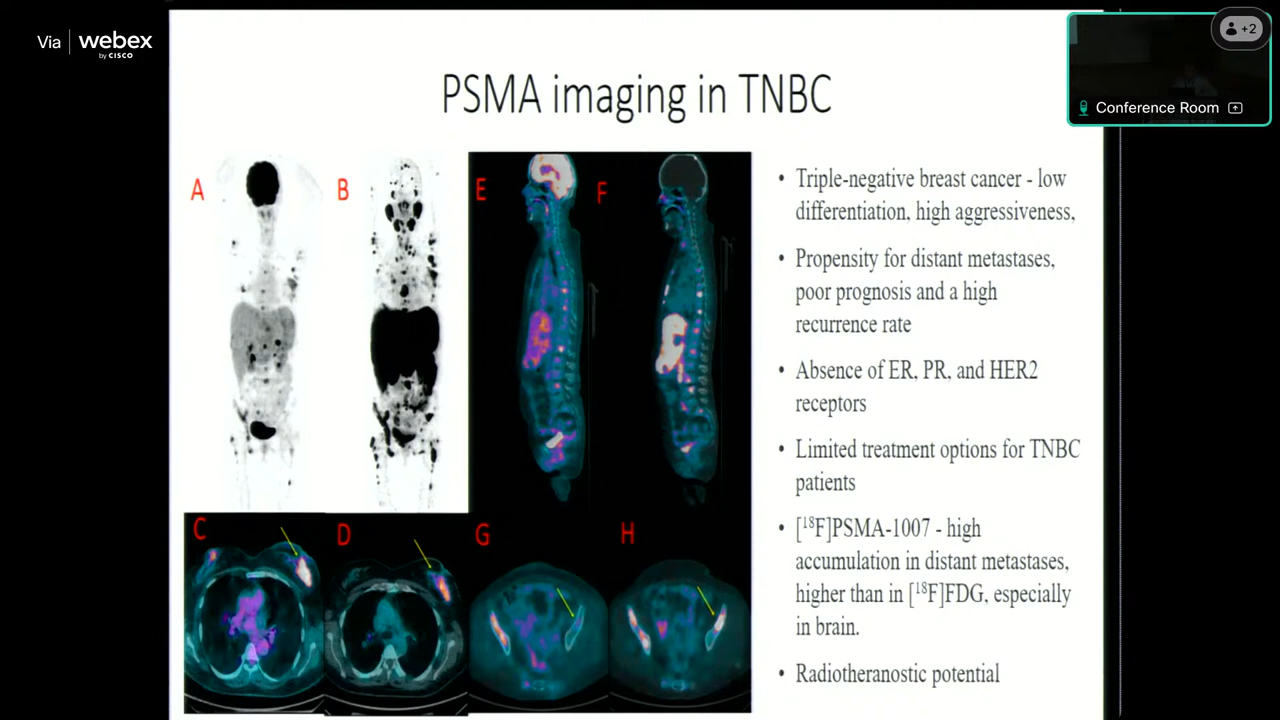 Via webex
by CISCO
+2
Conference Room
PSMA imaging in TNBC
A
B
E
F
C
D
G
H
• Triple-negative breast cancer - low
differentiation, high aggressiveness,
• Propensity for distant metastases,
poor prognosis and a high
recurrence rate
• Absence of ER, PR, and HER2
receptors
• Limited treatment options for TNBC
patients
• [¹⁸F]PSMA-1007 - high
accumulation in distant metastases,
higher than in [¹⁸F]FDG, especially
in brain.
• Radiotheranostic potential